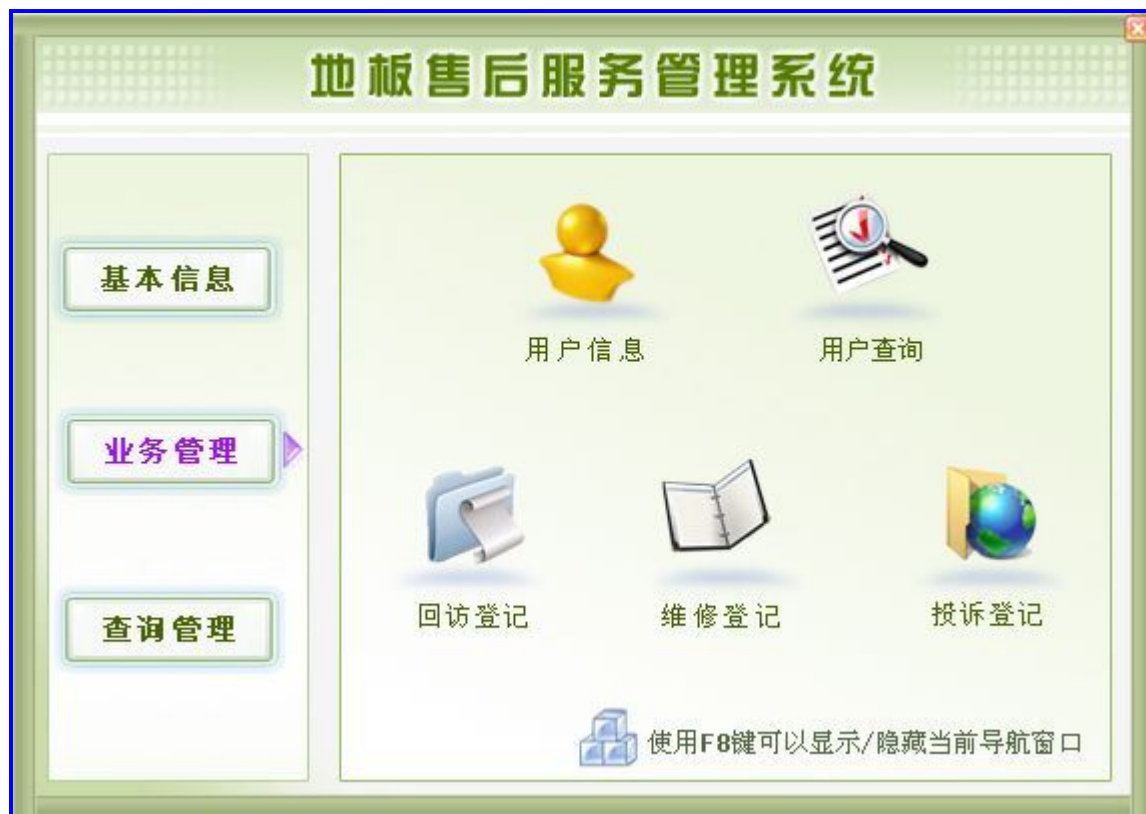 地板售后服务管理系统
基本信息
业务管理
查询管理
用户信息
用户查询
回访登记
维修登记
投诉登记
使用F8键可以显示/隐藏当前导航窗口